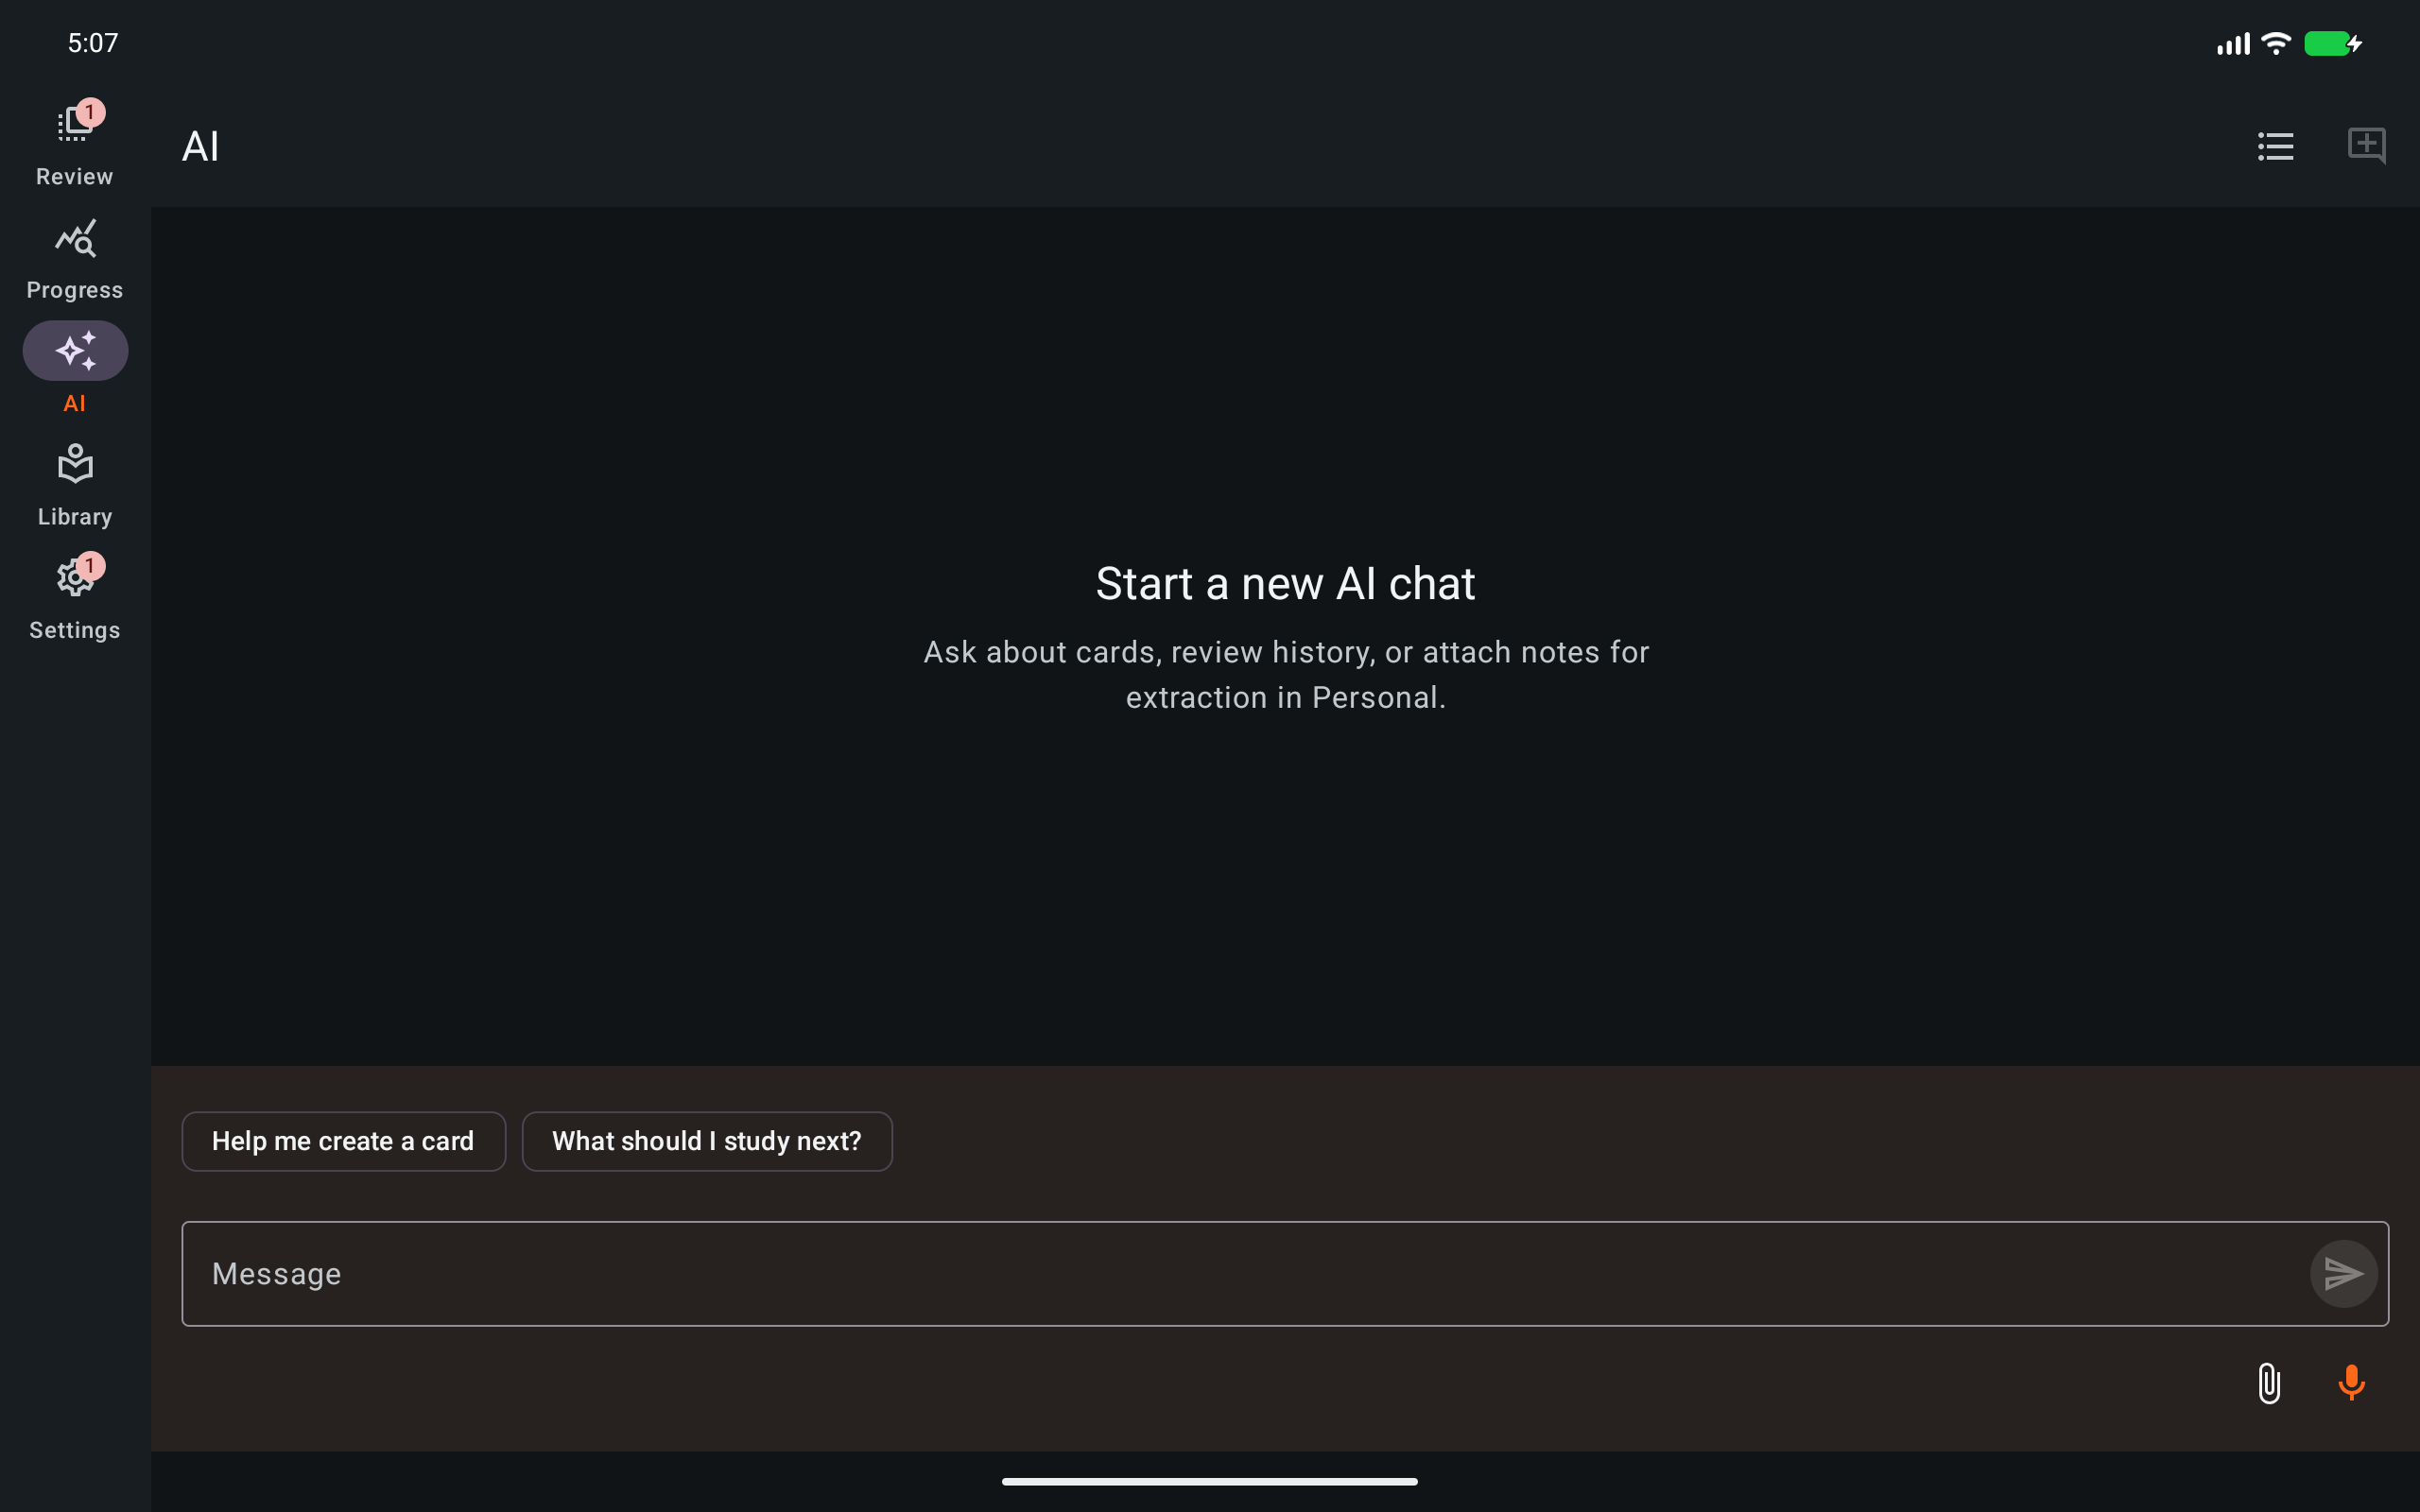 5:07
1
Review
Progress
AI
Library
1
Settings
AI
Start a new AI chat
Ask about cards, review history, or attach notes for
extraction in Personal.
Help me create a card
What should I study next?
Message